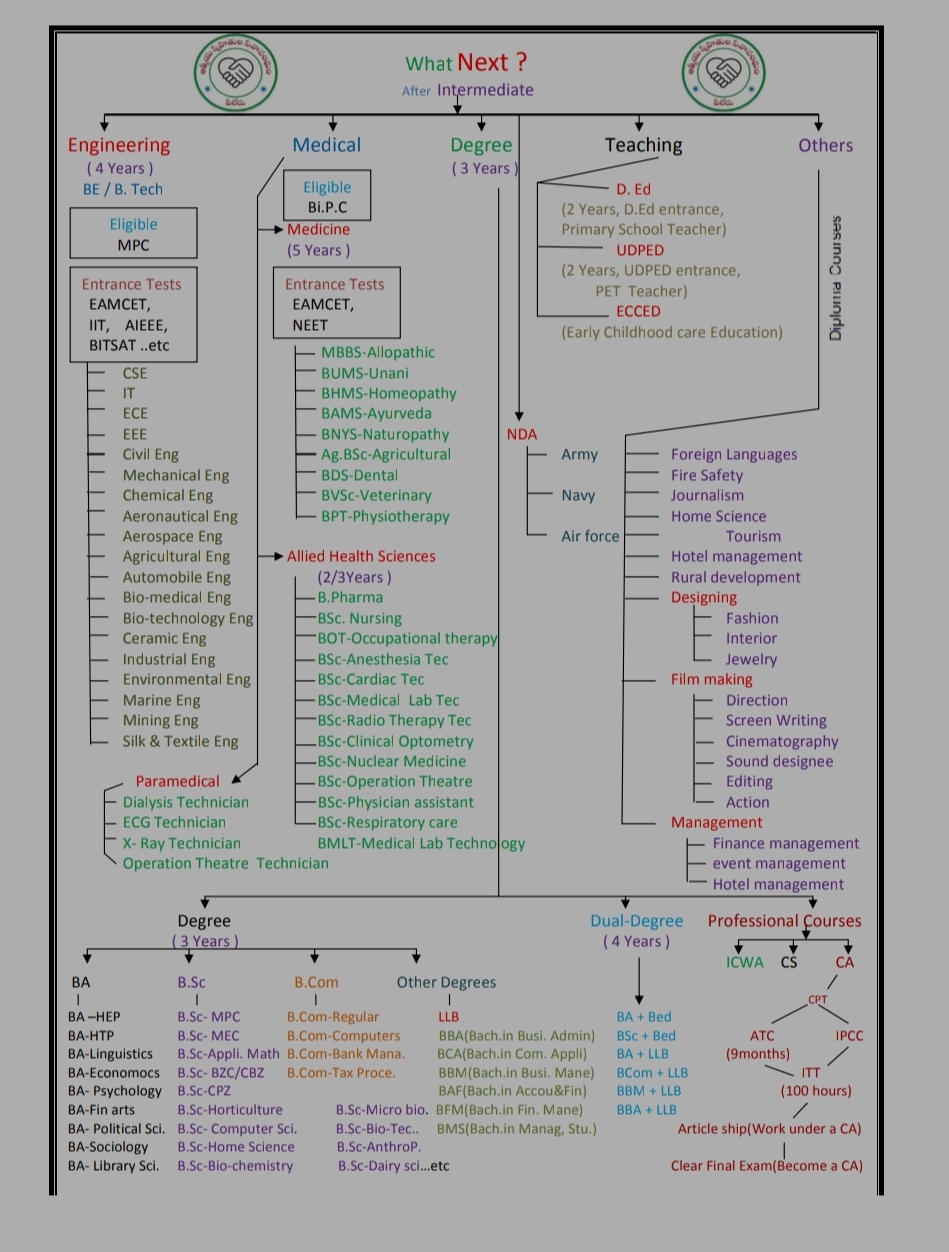 ఆత్మీయ స్నేహితుల సేవాసంస్థ
పీలేరు
ఆత్మీయ స్నేహితుల సేవాసంస్థ
పీలేరు
What Next ?
After Intermediate
Engineering
( 4 Years )
BE / B. Tech
Eligible
MPC
Entrance Tests
EAMCET,
IIT, AIEEE,
BITSAT ..etc
CSE
IT
ECE
EEE
Civil Eng
Mechanical Eng
Chemical Eng
Aeronautical Eng
Aerospace Eng
Agricultural Eng
Automobile Eng
Bio-medical Eng
Bio-technology Eng
Ceramic Eng
Industrial Eng
Environmental Eng
Marine Eng
Mining Eng
Silk & Textile Eng
Medical
Eligible
Bi.P.C
Medicine
(5 Years )
Entrance Tests
EAMCET,
NEET
MBBS-Allopathic
BUMS-Unani
BHMS-Homeopathy
BAMS-Ayurveda
BNYS-Naturopathy
Ag.BSc-Agricultural
BDS-Dental
BVSc-Veterinary
BPT-Physiotherapy
Allied Health Sciences
(2/3Years )
B.Pharma
BSc. Nursing
BOT-Occupational therapy
BSc-Anesthesia Tec
BSc-Cardiac Tec
BSc-Medical Lab Tec
BSc-Radio Therapy Tec
BSc-Clinical Optometry
BSc-Nuclear Medicine
BSc-Operation Theatre
BSc-Physician assistant
BSc-Respiratory care
BMLT-Medical Lab Technology
Paramedical
Dialysis Technician
ECG Technician
X- Ray Technician
Operation Theatre Technician
Degree
( 3 Years )
NDA
Army
Navy
Air force
Teaching
D. Ed
(2 Years, D.Ed entrance,
Primary School Teacher)
UDPED
(2 Years, UDPED entrance,
PET Teacher)
ECCED
(Early Childhood care Education)
Others
Diploma Courses
Foreign Languages
Fire Safety
Journalism
Home Science
Tourism
Hotel management
Rural development
Designing
Fashion
Interior
Jewelry
Film making
Direction
Screen Writing
Cinematography
Sound designee
Editing
Action
Management
Finance management
event management
Hotel management
Degree
( 3 Years )
BA
BA –HEP
BA-HTP
BA-Linguistics
BA-Economocs
BA- Psychology
BA-Fin arts
BA- Political Sci.
BA-Sociology
BA- Library Sci.
B.Sc
B.Sc- MPC
B.Sc- MEC
B.Sc-Appli. Math
B.Sc- BZC/CBZ
B.Sc-CPZ
B.Sc-Horticulture
B.Sc- Computer Sci.
B.Sc-Home Science
B.Sc-Bio-chemistry
B.Sc-Micro bio.
B.Sc-Bio-Tec..
B.Sc-AnthroP.
B.Sc-Dairy sci...etc
B.Com
B.Com-Regular
B.Com-Computers
B.Com-Bank Mana.
B.Com-Tax Proce.
Other Degrees
LLB
BBA(Bach.in Busi. Admin)
BCA(Bach.in Com. Appli)
BBM(Bach.in Busi. Mane)
BAF(Bach.in Accou&Fin)
BFM(Bach.in Fin. Mane)
BMS(Bach.in Manag, Stu.)
Dual-Degree
( 4 Years )
BA + Bed
BSc + Bed
BA + LLB
BCom + LLB
BBM + LLB
BBA + LLB
Professional Courses
ICWA CS CA
CPT
ATC IPCC
(9months)
ITT
(100 hours)
Article ship(Work under a CA)
Clear Final Exam(Become a CA)